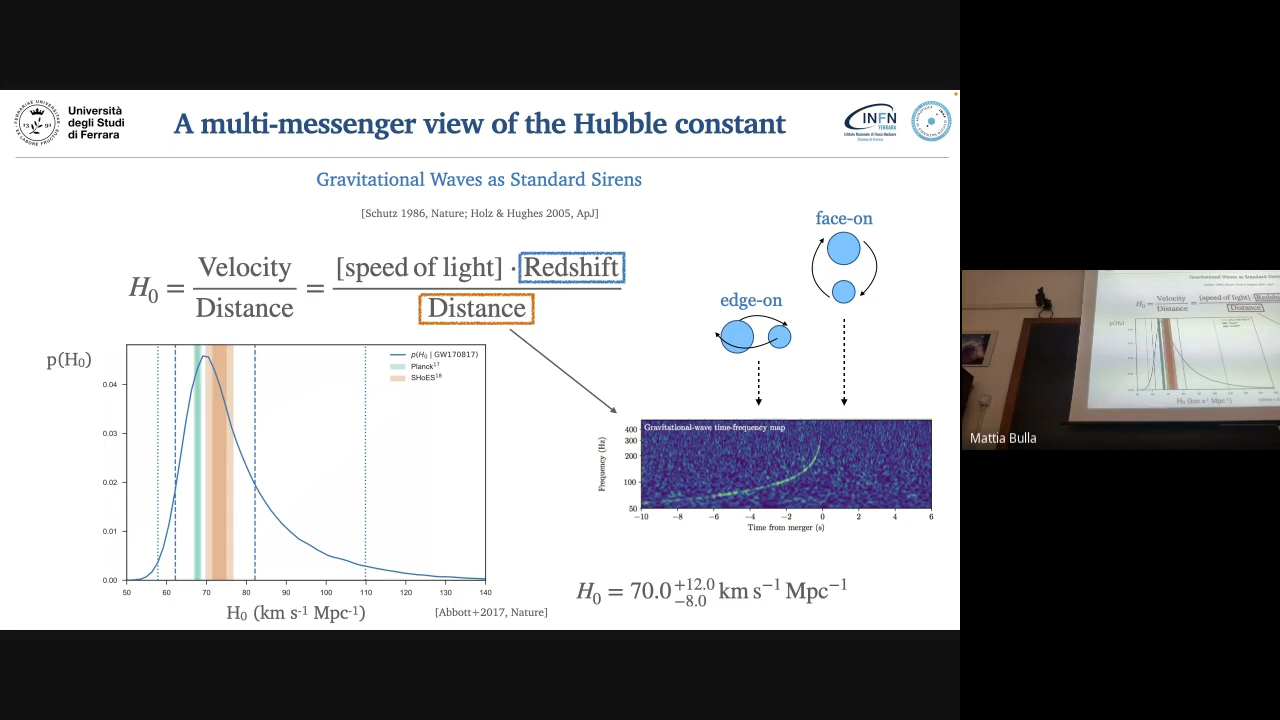 Università
degli Studi
di Ferrara
A multi-messenger view of the Hubble constant
INFN
FERRARA
Istituto Nazionale di Fisica Nucleare
Gravitational Waves as Standard Sirens
[Schutz 1986, Nature; Holz & Hughes 2005, ApJ]
H₀ = Velocity / Distance = [speed of light] · Redshift / Distance
face-on
edge-on
p(H₀)
p(H₀ | GW170817)
Planck¹⁷
SHoES¹⁸
0.04
0.03
0.02
0.01
0.00
50 60 70 80 90 100 110 120 130 140
H₀ (km s⁻¹ Mpc⁻¹)
[Abbott+2017, Nature]
Gravitational-wave time-frequency map
Frequency (Hz)
400
300
200
100
50
−10 −8 −6 −4 −2 0 2 4 6
Time from merger (s)
H₀ = 70.0 +12.0 −8.0 km s⁻¹ Mpc⁻¹
Mattia Bulla